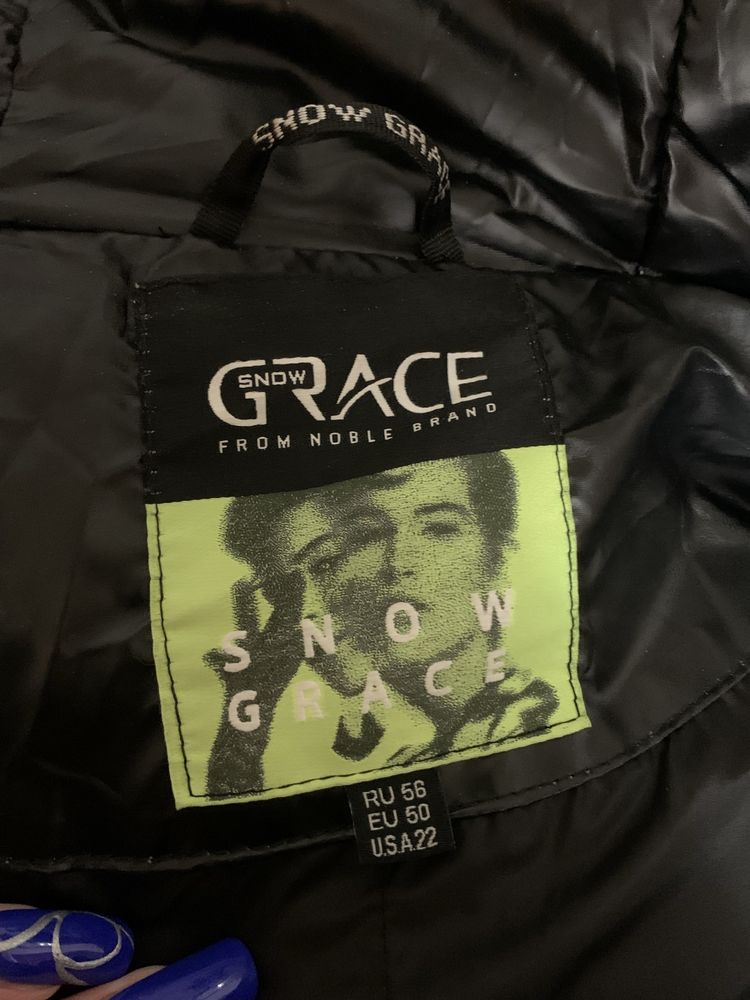 SNOW GRA
SNOW
GRACE
FROM NOBLE BRAND
SNOW
GRACE
RU 56
EU 50
U.S.A.22